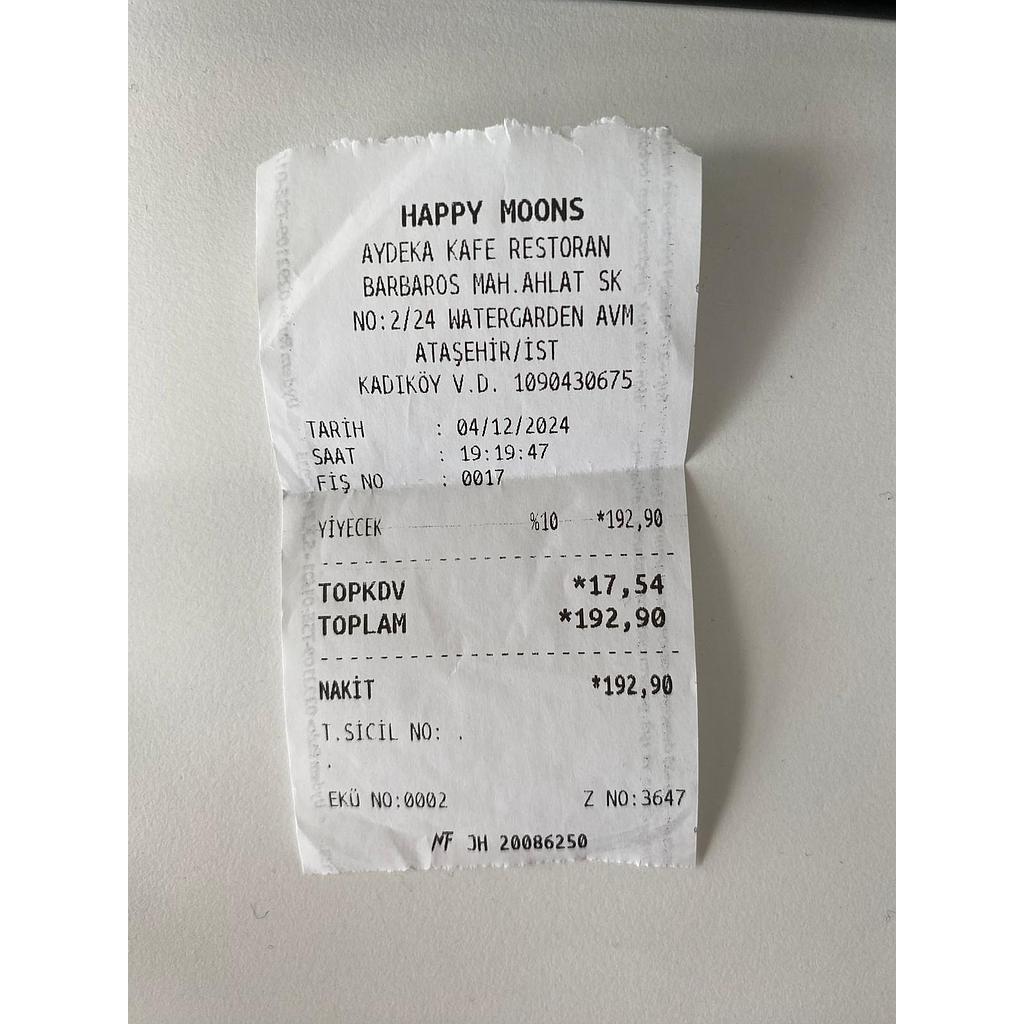 HAPPY MOONS
AYDEKA KAFE RESTORAN
BARBAROS MAH.AHLAT SK
NO:2/24 WATERGARDEN AVM
ATAŞEHİR/İST
KADIKÖY V.D. 1090430675
TARİH : 04/12/2024
SAAT : 19:19:47
FİŞ NO : 0017
YİYECEK %10 *192,90
TOPKDV *17,54
TOPLAM *192,90
NAKİT *192,90
T.SİCİL NO: .
.
EKÜ NO:0002 Z NO:3647
MF JH 20086250